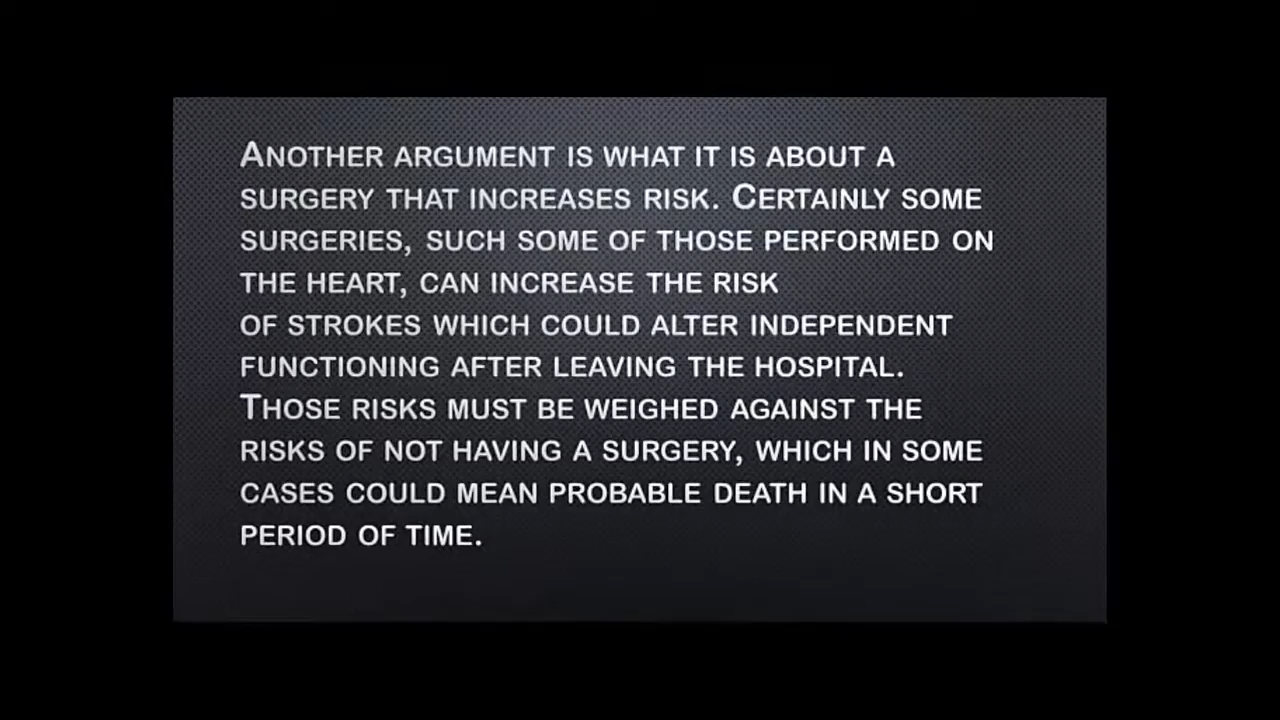 Another argument is what it is about a
surgery that increases risk. Certainly some
surgeries, such some of those performed on
the heart, can increase the risk
of strokes which could alter independent
functioning after leaving the hospital.
Those risks must be weighed against the
risks of not having a surgery, which in some
cases could mean probable death in a short
period of time.